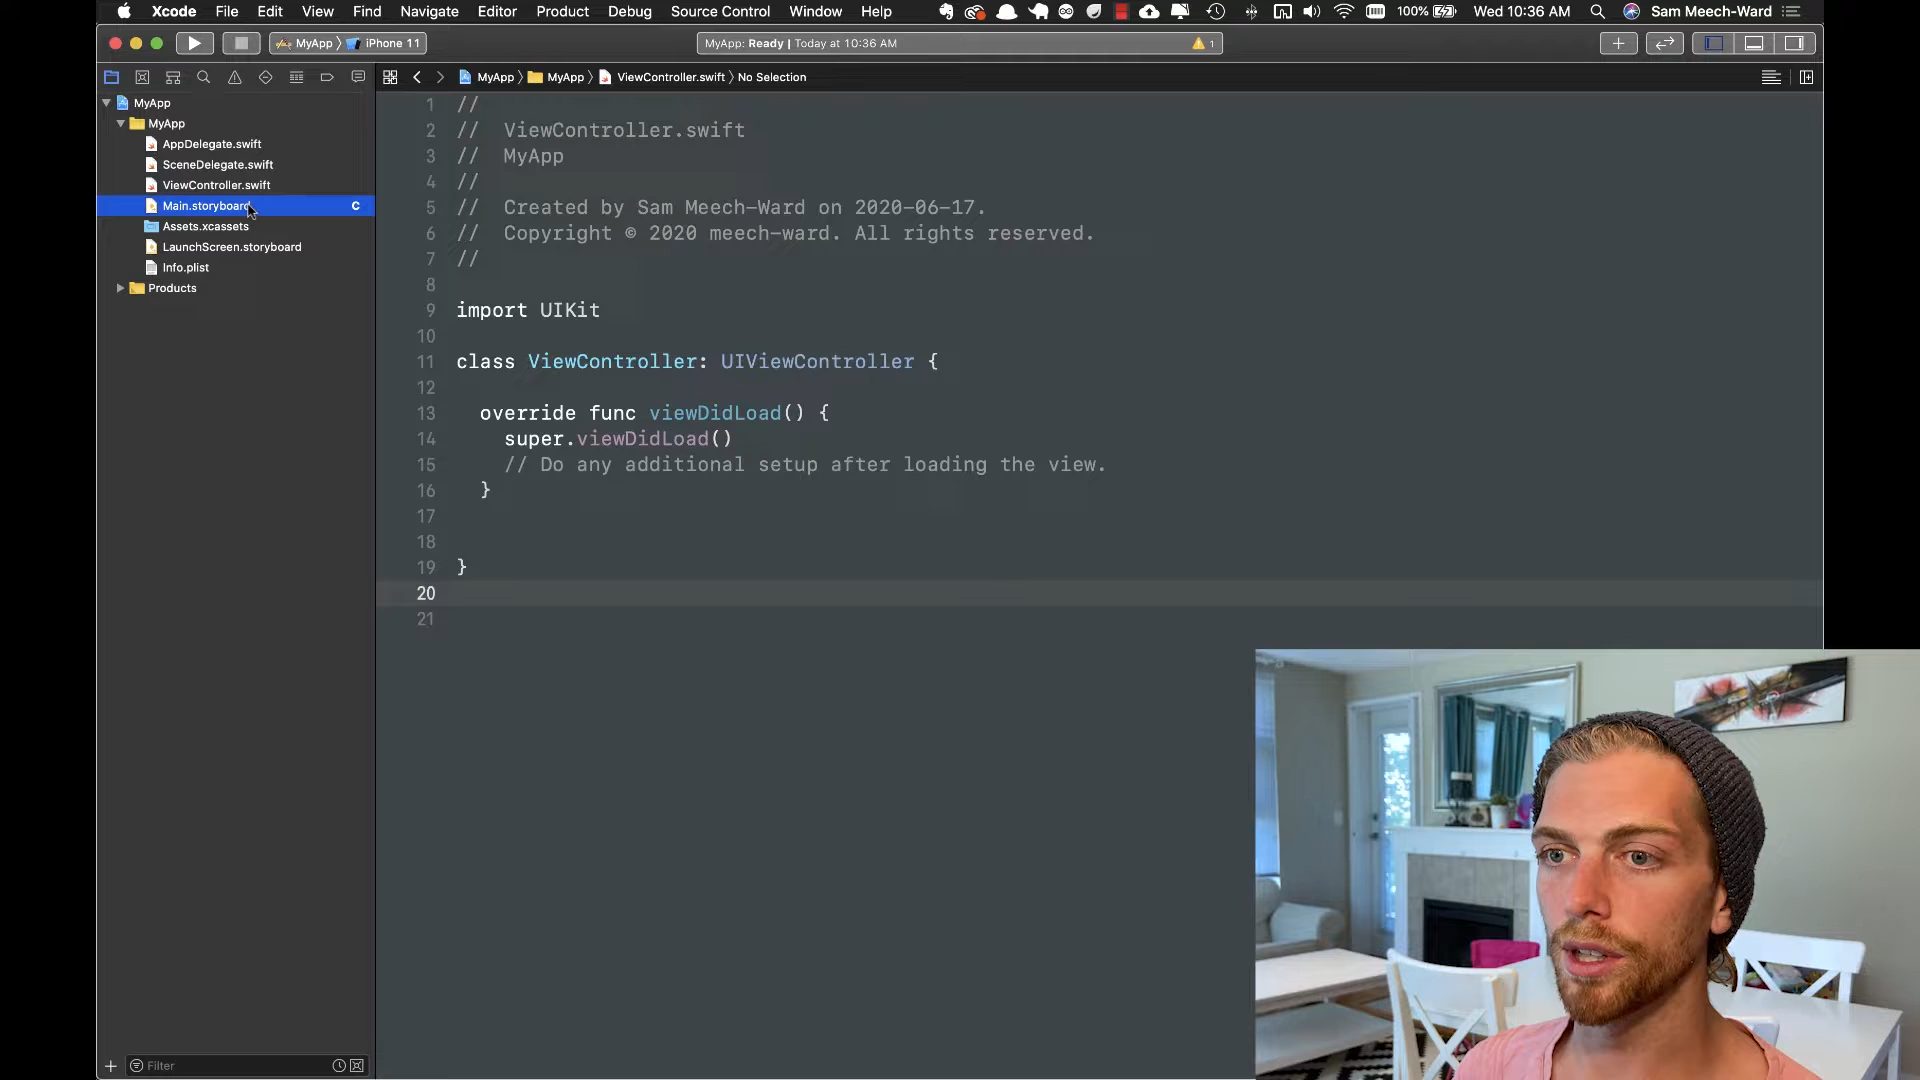 Xcode File Edit View Find Navigate Editor Product Debug Source Control Window Help 100% Wed 10:36 AM Sam Meech-Ward
MyApp iPhone 11
MyApp: Ready | Today at 10:36 AM
1
MyApp
MyApp
AppDelegate.swift
SceneDelegate.swift
ViewController.swift
Main.storyboard
C
Assets.xcassets
LaunchScreen.storyboard
Info.plist
Products
Filter
MyApp MyApp ViewController.swift No Selection
1 //
2 // ViewController.swift
3 // MyApp
4 //
5 // Created by Sam Meech-Ward on 2020-06-17.
6 // Copyright © 2020 meech-ward. All rights reserved.
7 //
8
9 import UIKit
10
11 class ViewController: UIViewController {
12
13 override func viewDidLoad() {
14 super.viewDidLoad()
15 // Do any additional setup after loading the view.
16 }
17
18
19 }
20
21